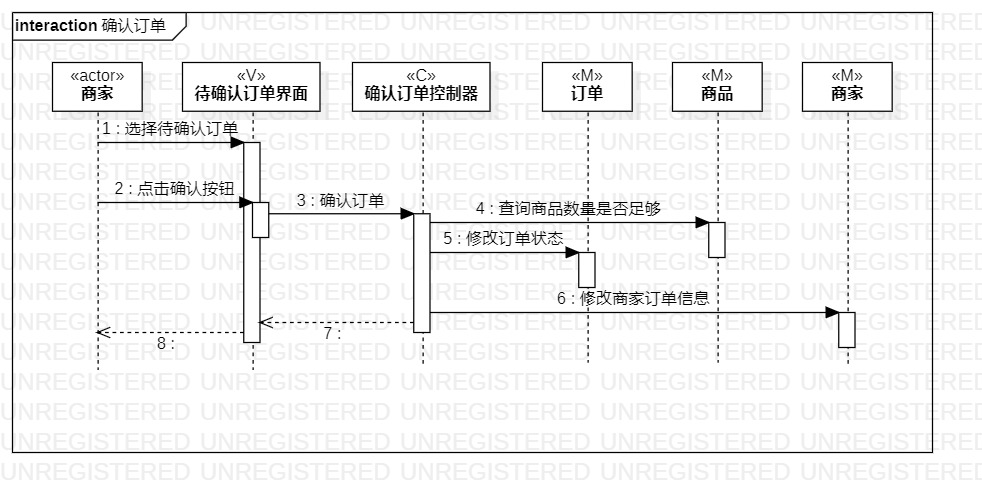 interaction 确认订单
«actor»
商家
«V»
待确认订单界面
«C»
确认订单控制器
«M»
订单
«M»
商品
«M»
商家
1 : 选择待确认订单
2 : 点击确认按钮
3 : 确认订单
4 : 查询商品数量是否足够
5 : 修改订单状态
6 : 修改商家订单信息
7 :
8 :
UNREGISTERED